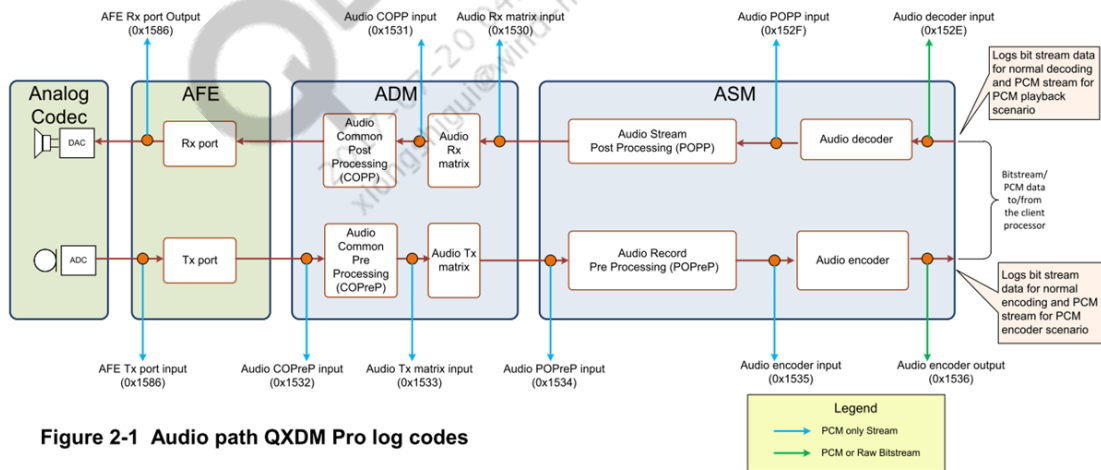 AFE Rx port Output
(0x1586)
Audio COPP input
(0x1531)
Audio Rx matrix input
(0x1530)
Audio POPP input
(0x152F)
Audio decoder input
(0x152E)
Logs bit stream data
for normal decoding
and PCM stream for
PCM playback
scenario
Analog
Codec
AFE
ADM
ASM
DAC
Rx port
Audio
Common
Post
Processing
(COPP)
Audio
Rx
matrix
Audio Stream
Post Processing (POPP)
Audio decoder
Bitstream/
PCM data
to/from
the client
processor
ADC
Tx port
Audio
Common
Pre
Processing
(COPreP)
Audio Tx
matrix
Audio Record
Pre Processing (POPreP)
Audio encoder
Logs bit stream
data for normal
encoding and PCM
stream for PCM
encoder scenario
AFE Tx port input
(0x1586)
Audio COPreP input
(0x1532)
Audio Tx matrix input
(0x1533)
Audio POPreP input
(0x1534)
Audio encoder input
(0x1535)
Audio encoder output
(0x1536)
Legend
PCM only Stream
PCM or Raw Bitstream
Figure 2-1 Audio path QXDM Pro log codes